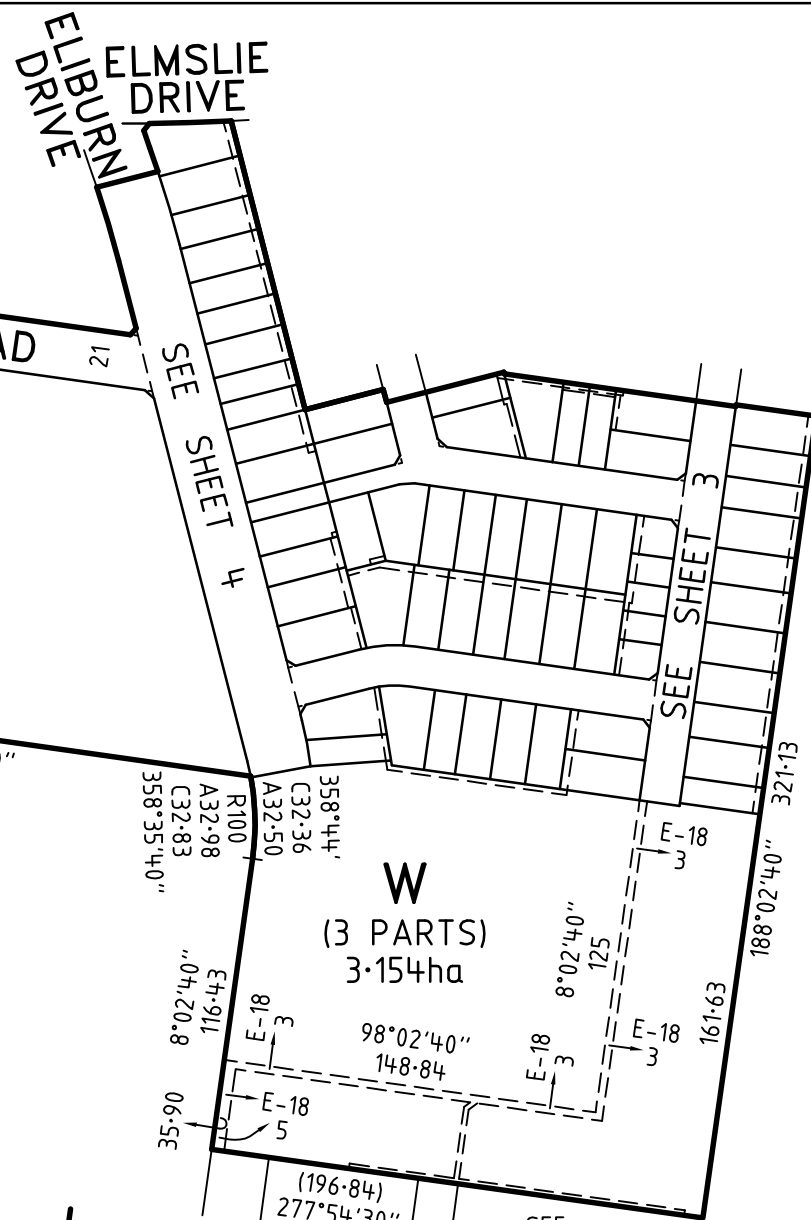 ELIBURN
DRIVE
ELMSLIE
DRIVE
21
SEE SHEET 4
SEE SHEET 3
321·13
188°02'40"
161·63
358°44'
C32·36
A32·50
R100
A32·98
C32·83
358°35'40"
W
(3 PARTS)
3·154ha
E-18
3
8°02'40"
125
8°02'40"
116·43
E-18
3
98°02'40"
148·84
E-18
3
E-18
3
35·90
E-18
5
(196·84)
277°54'30"
SEE